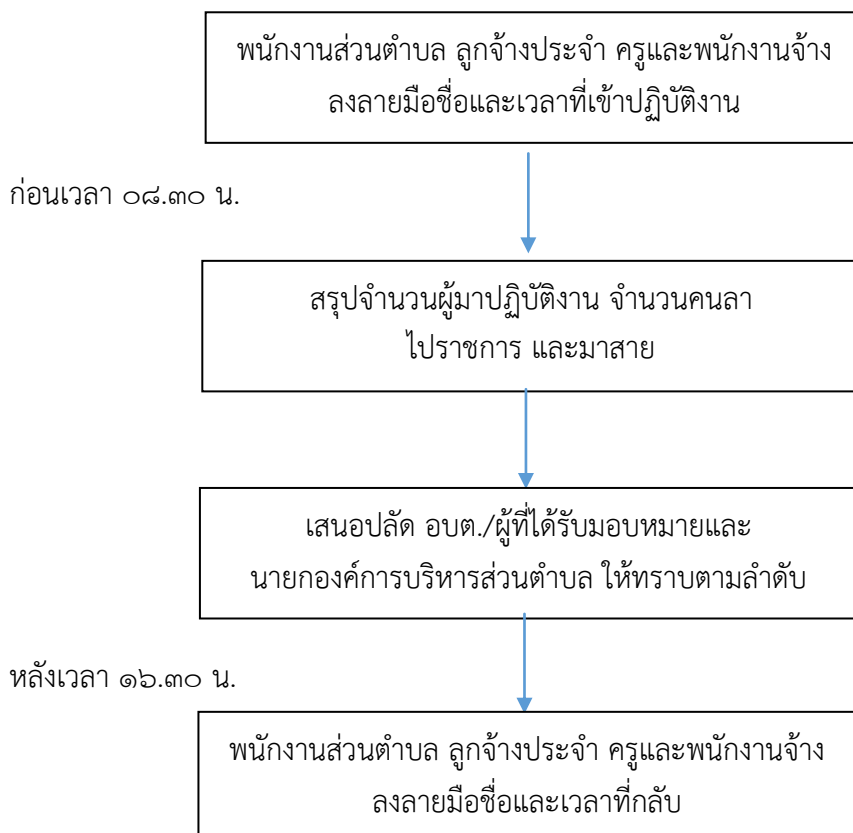 พนักงานส่วนตำบล ลูกจ้างประจำ ครูและพนักงานจ้าง
ลงลายมือชื่อและเวลาที่เข้าปฏิบัติงาน
ก่อนเวลา ๐๘.๓๐ น.
สรุปจำนวนผู้มาปฏิบัติงาน จำนวนคนลา
ไปราชการ และมาสาย
เสนอปลัด อบต./ผู้ที่ได้รับมอบหมายและ
นายกองค์การบริหารส่วนตำบล ให้ทราบตามลำดับ
หลังเวลา ๑๖.๓๐ น.
พนักงานส่วนตำบล ลูกจ้างประจำ ครูและพนักงานจ้าง
ลงลายมือชื่อและเวลาที่กลับ